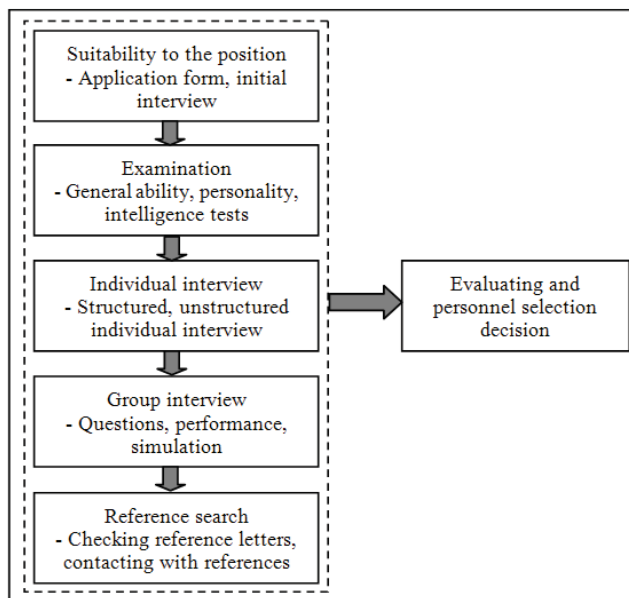 Suitability to the position
- Application form, initial
interview
Examination
- General ability, personality,
intelligence tests
Individual interview
- Structured, unstructured
individual interview
Group interview
- Questions, performance,
simulation
Reference search
- Checking reference letters,
contacting with references
Evaluating and
personnel selection
decision